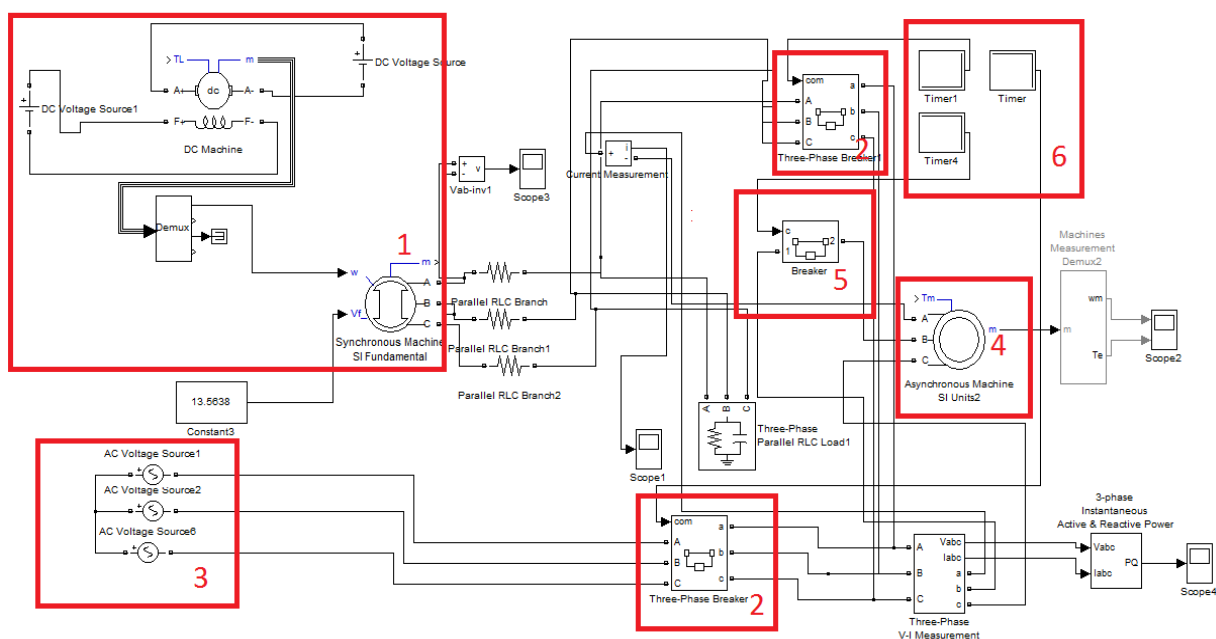 DC Voltage Source
>TL
m
A+
dc
A-
DC Voltage Source1
F+
F-
DC Machine
Demux
1
w
Vf_
m >
A
B
C
Synchronous Machine
SI Fundamental
13.5638
Constant3
+
-
v
Vab-inv1
Scope3
Parallel RLC Branch
Parallel RLC Branch1
Parallel RLC Branch2
+
i
-
Current Measurement
com
A
B
C
a
b
c
Three-Phase Breaker1
2
Timer1
Timer
Timer4
6
c
1
2
Breaker
5
Machines
Measurement
Demux2
wm
m
Te
Scope2
>Tm
A
B
C
m
4
Asynchronous Machine
SI Units2
A B C
Three-Phase
Parallel RLC Load1
Scope1
AC Voltage Source1
+
AC Voltage Source2
+
AC Voltage Source6
+
3
com
A
B
C
a
b
c
Three-Phase Breaker
2
A
B
C
Vabc
Iabc
a
b
c
Three-Phase
V-I Measurement
3-phase
Instantaneous
Active & Reactive Power
Vabc
PQ
Iabc
Scope4